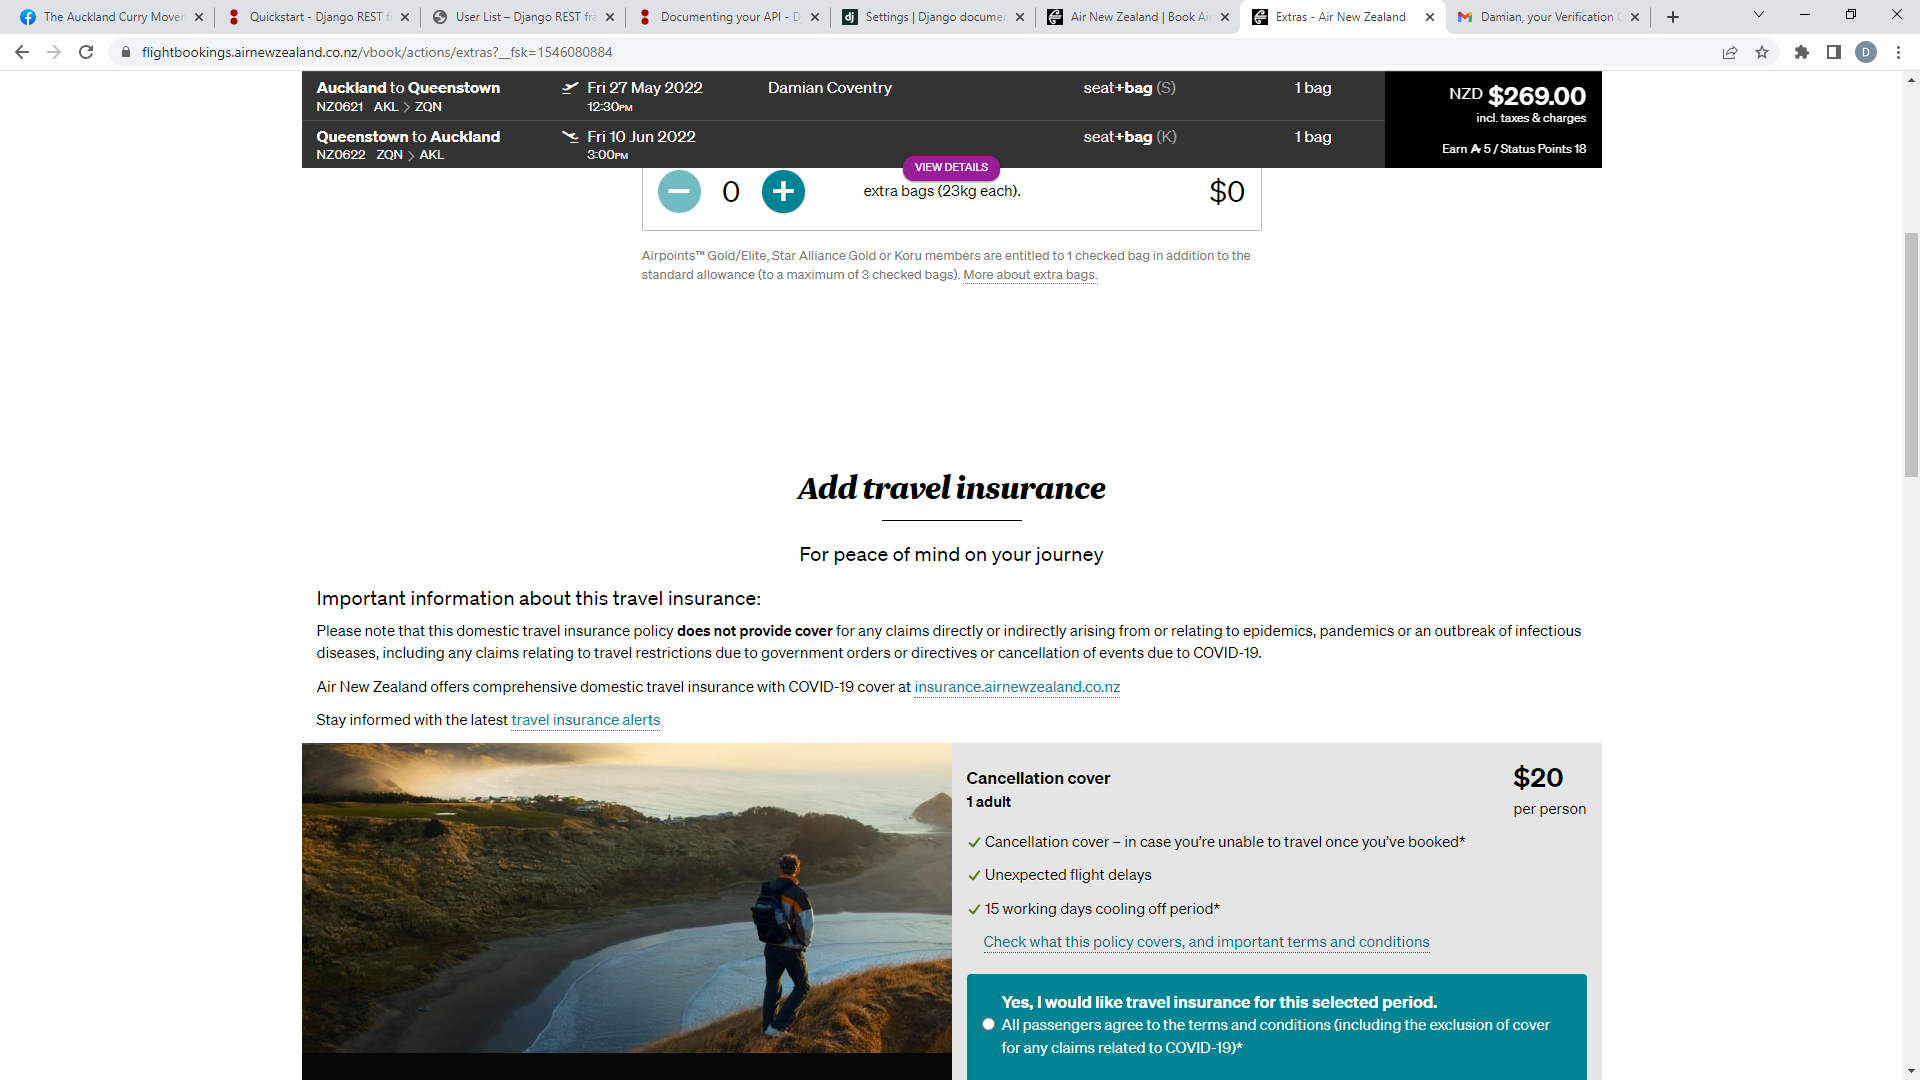 The Auckland Curry Movem
Quickstart - Django REST f
User List – Django REST fra
Documenting your API - D
Settings | Django documen
Air New Zealand | Book Air
Extras - Air New Zealand
Damian, your Verification C
flightbookings.airnewzealand.co.nz/vbook/actions/extras?__fsk=1546080884
D
Auckland to Queenstown
NZ0621 AKL > ZQN
Fri 27 May 2022
12:30PM
Damian Coventry
seat+bag (S)
1 bag
NZD $269.00
incl. taxes & charges
Queenstown to Auckland
NZ0622 ZQN > AKL
Fri 10 Jun 2022
3:00PM
seat+bag (K)
1 bag
Earn A 5 / Status Points 18
VIEW DETAILS
0
extra bags (23kg each).
$0
Airpoints™ Gold/Elite, Star Alliance Gold or Koru members are entitled to 1 checked bag in addition to the
standard allowance (to a maximum of 3 checked bags). More about extra bags.
Add travel insurance
For peace of mind on your journey
Important information about this travel insurance:
Please note that this domestic travel insurance policy does not provide cover for any claims directly or indirectly arising from or relating to epidemics, pandemics or an outbreak of infectious
diseases, including any claims relating to travel restrictions due to government orders or directives or cancellation of events due to COVID-19.
Air New Zealand offers comprehensive domestic travel insurance with COVID-19 cover at insurance.airnewzealand.co.nz
Stay informed with the latest travel insurance alerts
Cancellation cover
1 adult
$20
per person
Cancellation cover – in case you're unable to travel once you've booked*
Unexpected flight delays
15 working days cooling off period*
Check what this policy covers, and important terms and conditions
Yes, I would like travel insurance for this selected period.
All passengers agree to the terms and conditions (including the exclusion of cover
for any claims related to COVID-19)*